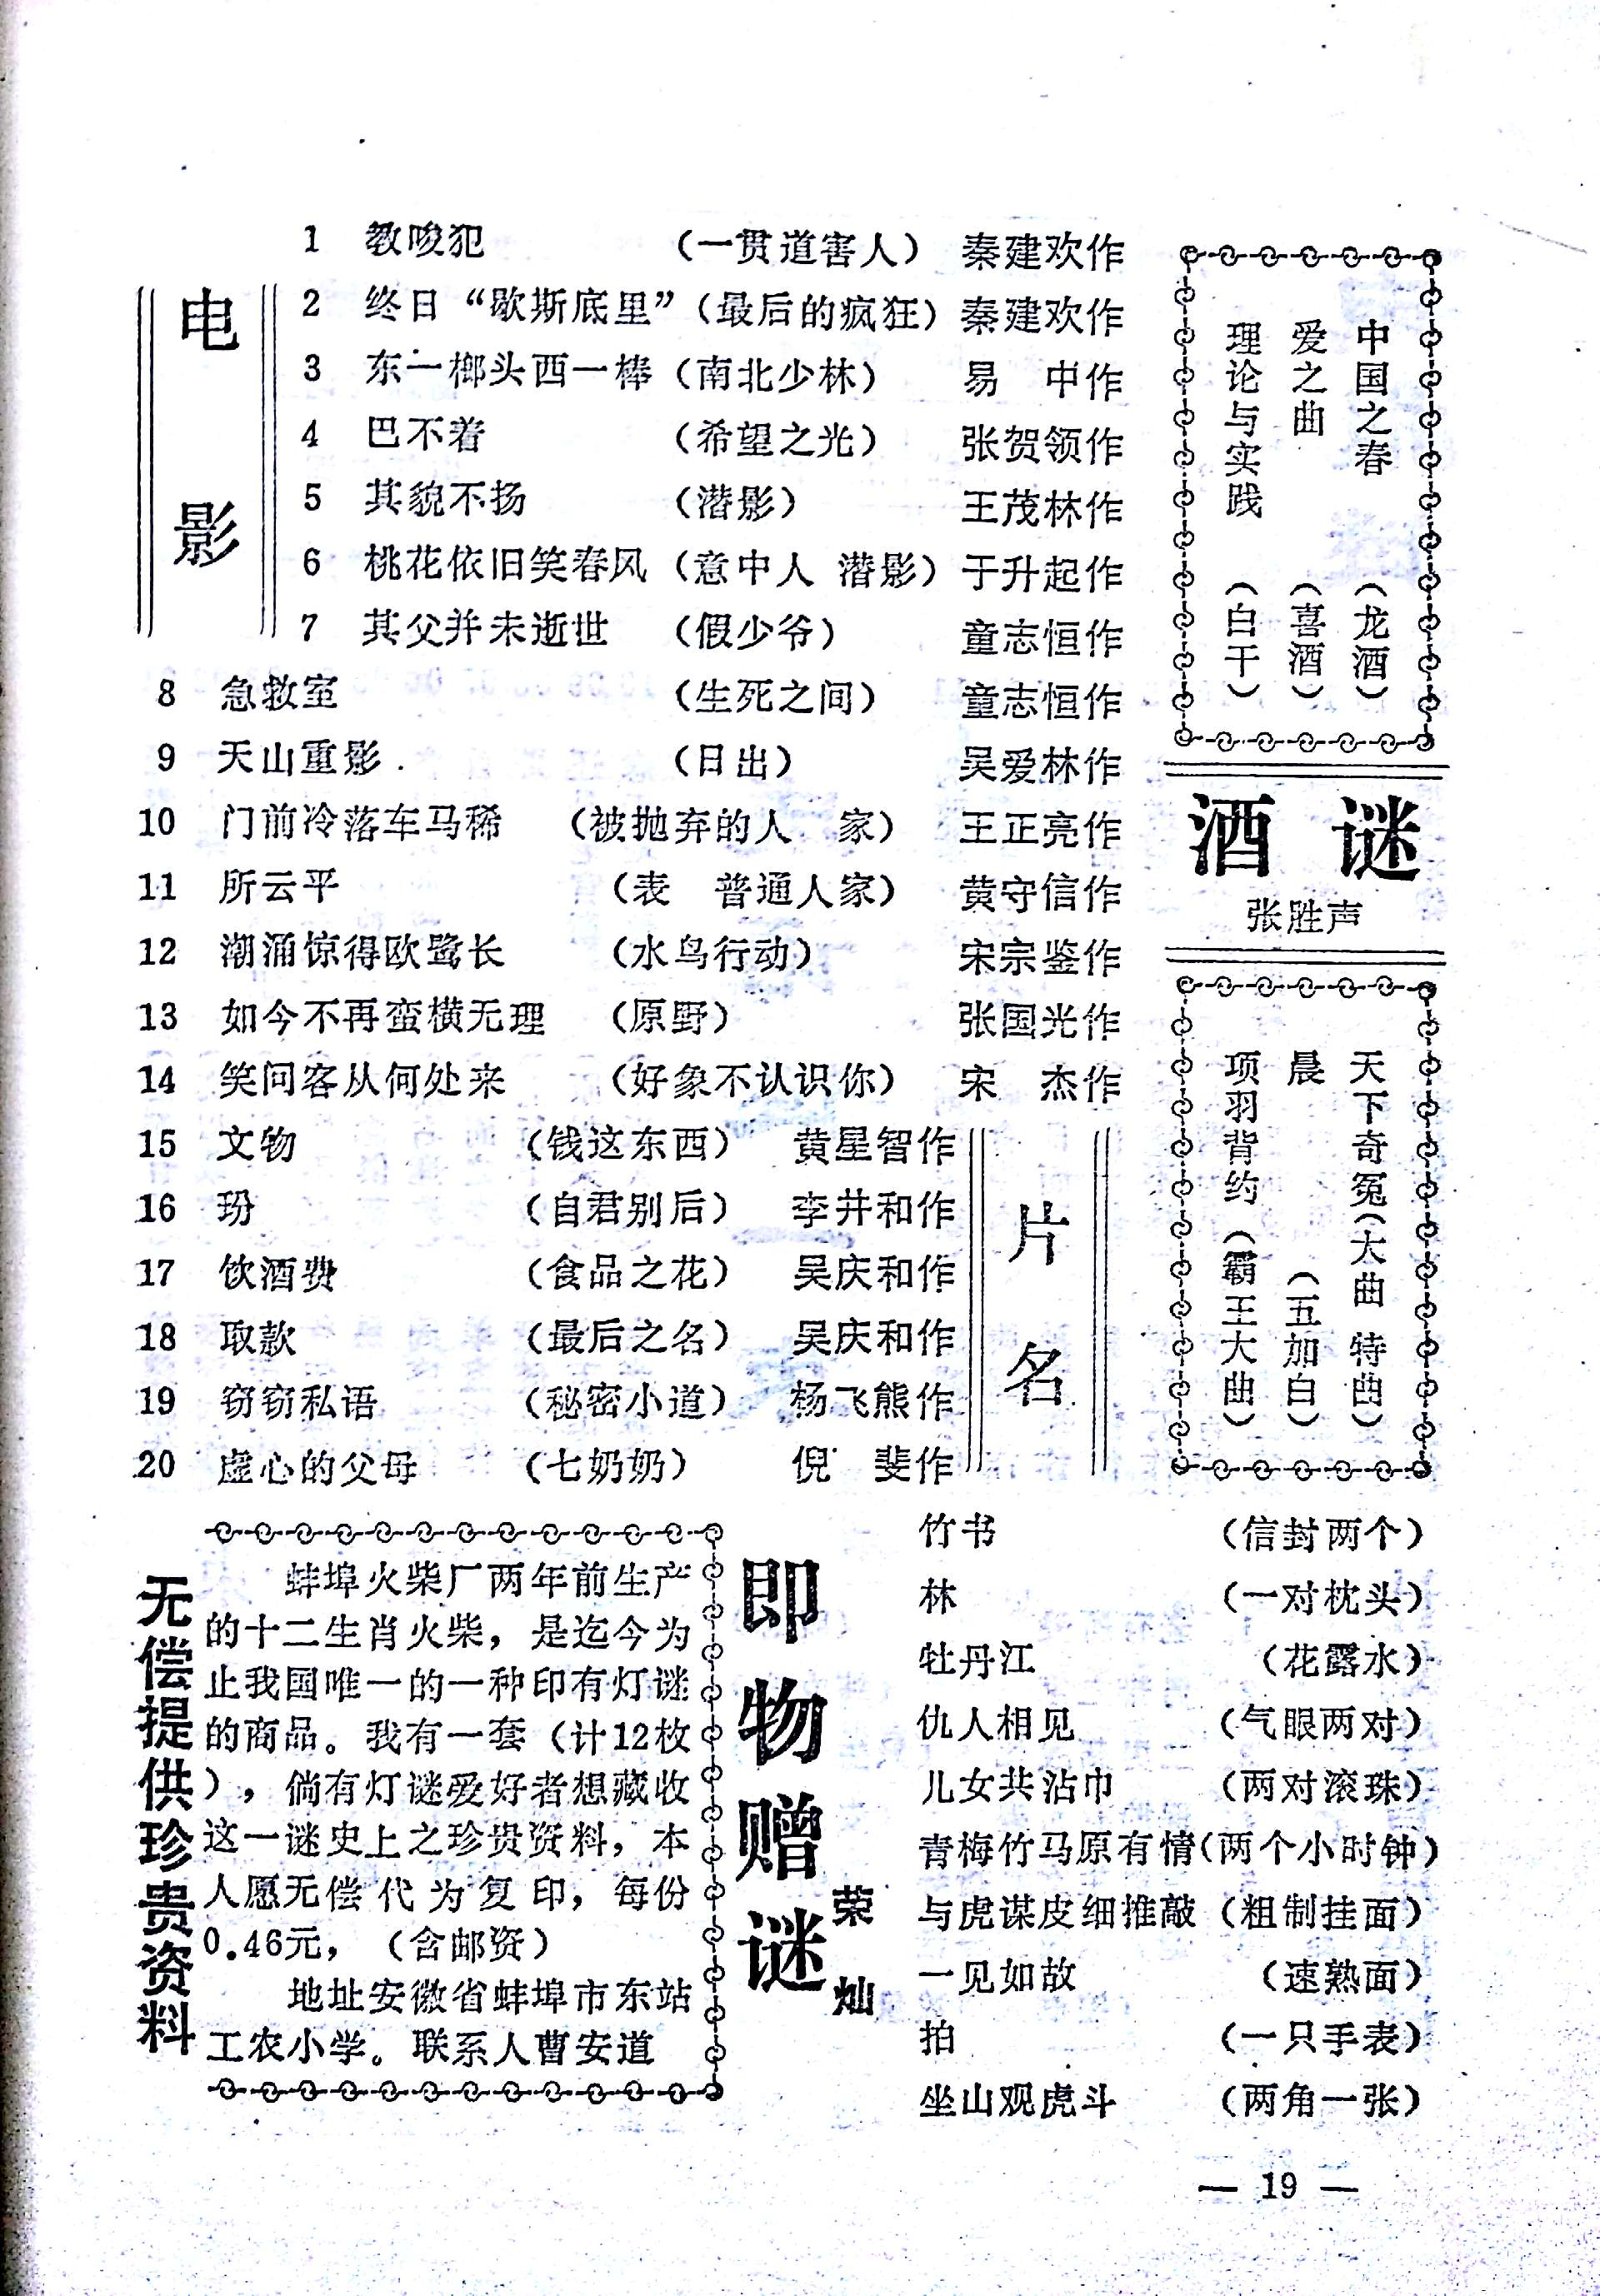 电影
1 教唆犯 （一贯道害人） 秦建欢作
2 终日“歇斯底里”（最后的疯狂） 秦建欢作
3 东一榔头西一棒（南北少林） 易 中作
4 巴不着 （希望之光） 张贺领作
5 其貌不扬 （潜影） 王茂林作
6 桃花依旧笑春风（意中人 潜影） 于升起作
7 其父并未逝世 （假少爷） 童志恒作
8 急救室 （生死之间） 童志恒作
9 天山重影 （日出） 吴爱林作
10 门前冷落车马稀 （被抛弃的人 家） 王正亮作
11 所云平 （表 普通人家） 黄守信作
12 潮涌惊得欧鹭长 （水鸟行动） 宋宗鉴作
13 如今不再蛮横无理 （原野） 张国光作
14 笑问客从何处来 （好象不认识你） 宋 杰作
15 文物 （钱这东西） 黄星智作
16 玢 （自君别后） 李井和作
17 饮酒费 （食品之花） 吴庆和作
18 取款 （最后之名） 吴庆和作
19 窃窃私语 （秘密小道） 杨飞熊作
20 虚心的父母 （七奶奶） 倪 斐作
片名
中国之春 （龙酒）
爱之曲 （喜酒）
理论与实践 （白干）
酒谜
张胜声
天下奇冤（大曲 特曲）
晨 （五加白）
项羽背约（霸王大曲）
无偿提供珍贵资料
蚌埠火柴厂两年前生产
的十二生肖火柴，是迄今为
止我国唯一的一种印有灯谜
的商品。我有一套（计12枚
），倘有灯谜爱好者想藏收
这一谜史上之珍贵资料，本
人愿无偿代为复印，每份
0.46元，（含邮资）
地址安徽省蚌埠市东站
工农小学。联系人曹安道
即物赠谜
荣灿
竹书 （信封两个）
林 （一对枕头）
牡丹江 （花露水）
仇人相见 （气眼两对）
儿女共沾巾 （两对滚珠）
青梅竹马原有情（两个小时钟）
与虎谋皮细推敲（粗制挂面）
一见如故 （速熟面）
拍 （一只手表）
坐山观虎斗 （两角一张）
— 19 —